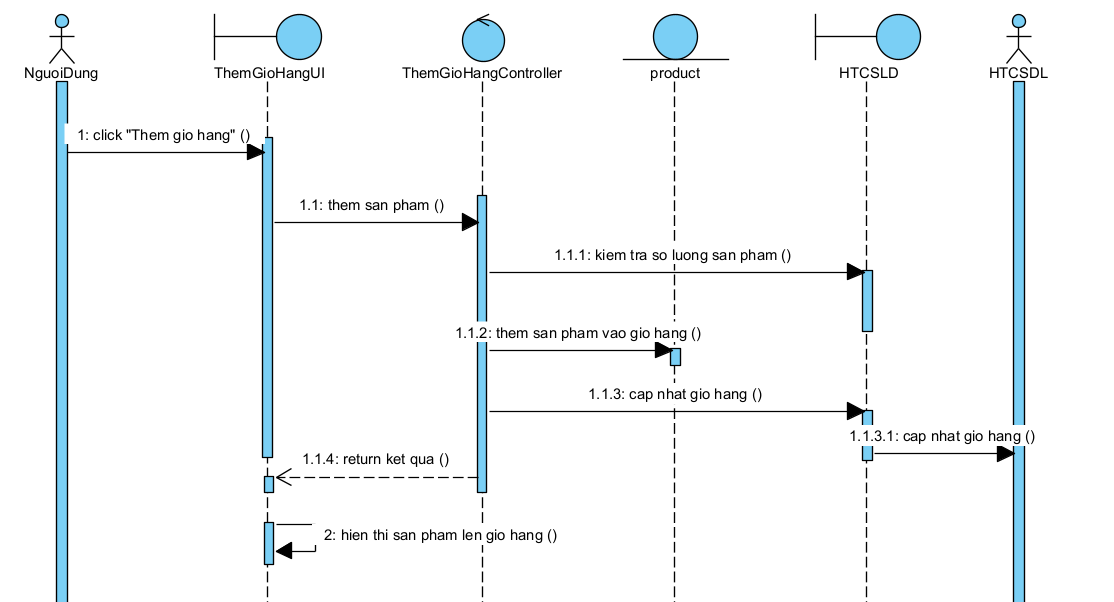 NguoiDung
ThemGioHangUI
ThemGioHangController
product
HTCSLD
HTCSDL
1: click "Them gio hang" ()
1.1: them san pham ()
1.1.1: kiem tra so luong san pham ()
1.1.2: them san pham vao gio hang ()
1.1.3: cap nhat gio hang ()
1.1.3.1: cap nhat gio hang ()
1.1.4: return ket qua ()
2: hien thi san pham len gio hang ()